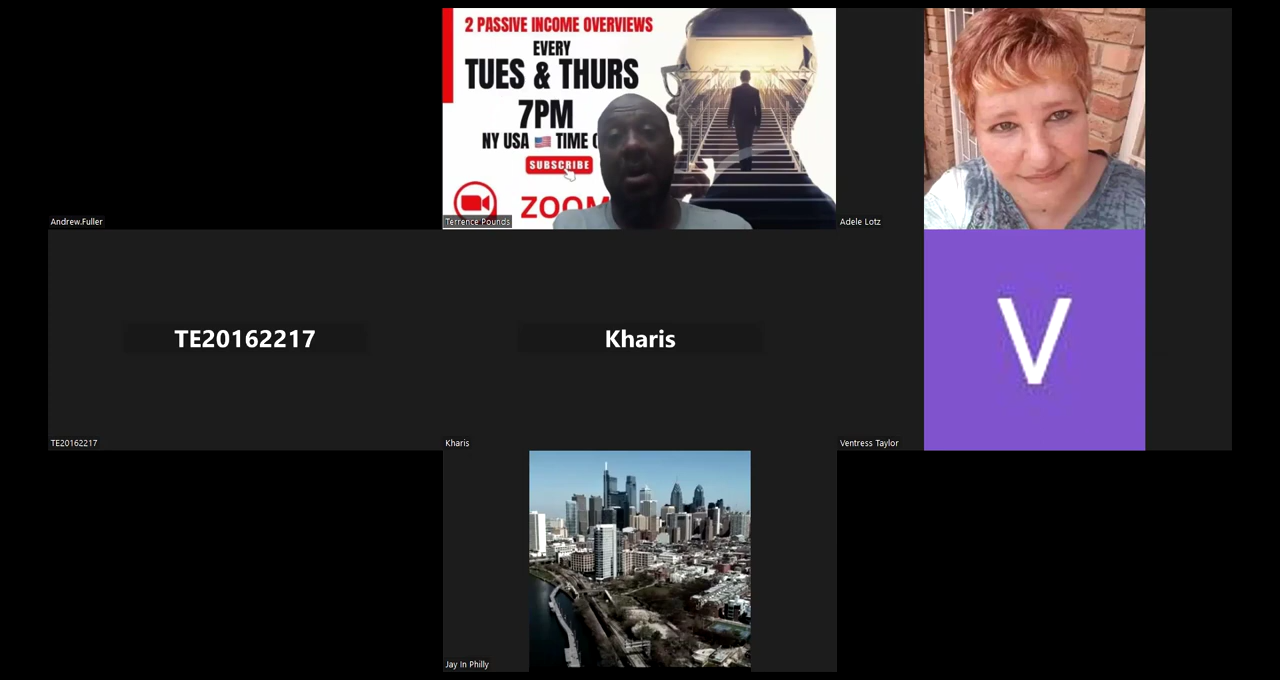 2 PASSIVE INCOME OVERVIEWS
EVERY
TUES & THURS
7PM
NY USA 🇺🇸 TIME
SUBSCRIBE
ZOOM
Andrew.Fuller
Terrence Pounds
Adele Lotz
TE20162217
Kharis
V
TE20162217
Kharis
Ventress Taylor
Jay In Philly